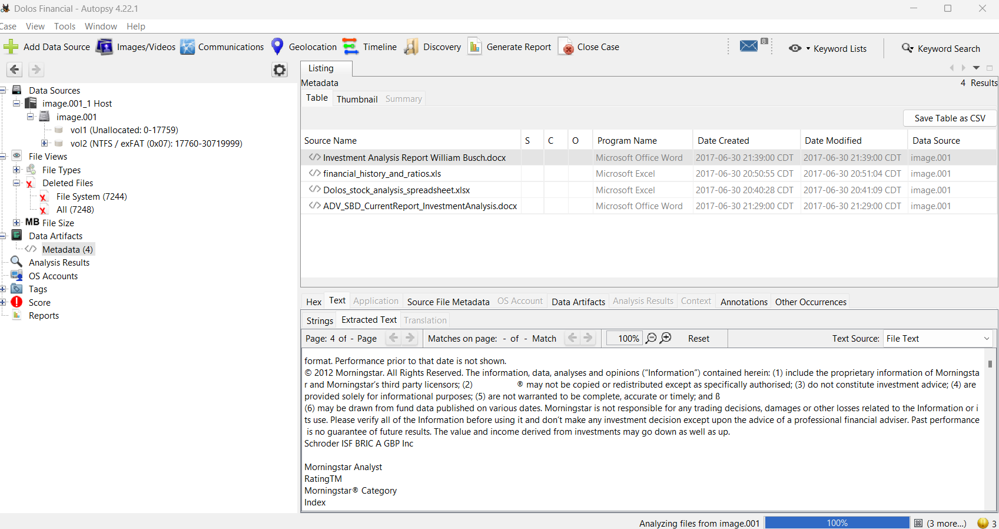 Dolos Financial - Autopsy 4.22.1
Case View Tools Window Help
Add Data Source Images/Videos Communications Geolocation Timeline Discovery Generate Report Close Case 8 Keyword Lists Keyword Search
Data Sources
image.001_1 Host
image.001
vol1 (Unallocated: 0-17759)
vol2 (NTFS / exFAT (0x07): 17760-30719999)
File Views
File Types
Deleted Files
File System (7244)
All (7248)
MB File Size
Data Artifacts
Metadata (4)
Analysis Results
OS Accounts
Tags
Score
Reports
Listing
Metadata 4 Results
Table Thumbnail Summary
Save Table as CSV
Source Name S C O Program Name Date Created Date Modified Data Source
Investment Analysis Report William Busch.docx Microsoft Office Word 2017-06-30 21:39:00 CDT 2017-06-30 21:39:00 CDT image.001
financial_history_and_ratios.xls Microsoft Excel 2017-06-30 20:50:55 CDT 2017-06-30 20:51:04 CDT image.001
Dolos_stock_analysis_spreadsheet.xlsx Microsoft Excel 2017-06-30 20:40:28 CDT 2017-06-30 20:41:09 CDT image.001
ADV_SBD_CurrentReport_InvestmentAnalysis.docx Microsoft Office Word 2017-06-30 21:29:00 CDT 2017-06-30 21:29:00 CDT image.001
Hex Text Application Source File Metadata OS Account Data Artifacts Analysis Results Context Annotations Other Occurrences
Strings Extracted Text Translation
Page: 4 of - Page Matches on page: - of - Match 100% Reset Text Source: File Text
format. Performance prior to that date is not shown.
© 2012 Morningstar. All Rights Reserved. The information, data, analyses and opinions (“Information”) contained herein: (1) include the proprietary information of Morningsta
r and Morningstar’s third party licensors; (2) ® may not be copied or redistributed except as specifically authorised; (3) do not constitute investment advice; (4) are
provided solely for informational purposes; (5) are not warranted to be complete, accurate or timely; and ß
(6) may be drawn from fund data published on various dates. Morningstar is not responsible for any trading decisions, damages or other losses related to the Information or i
ts use. Please verify all of the Information before using it and don’t make any investment decision except upon the advice of a professional financial adviser. Past performance
is no guarantee of future results. The value and income derived from investments may go down as well as up.
Schroder ISF BRIC A GBP Inc
Morningstar Analyst
RatingTM
Morningstar® Category
Index
Analyzing files from image.001 100% (3 more...) 3